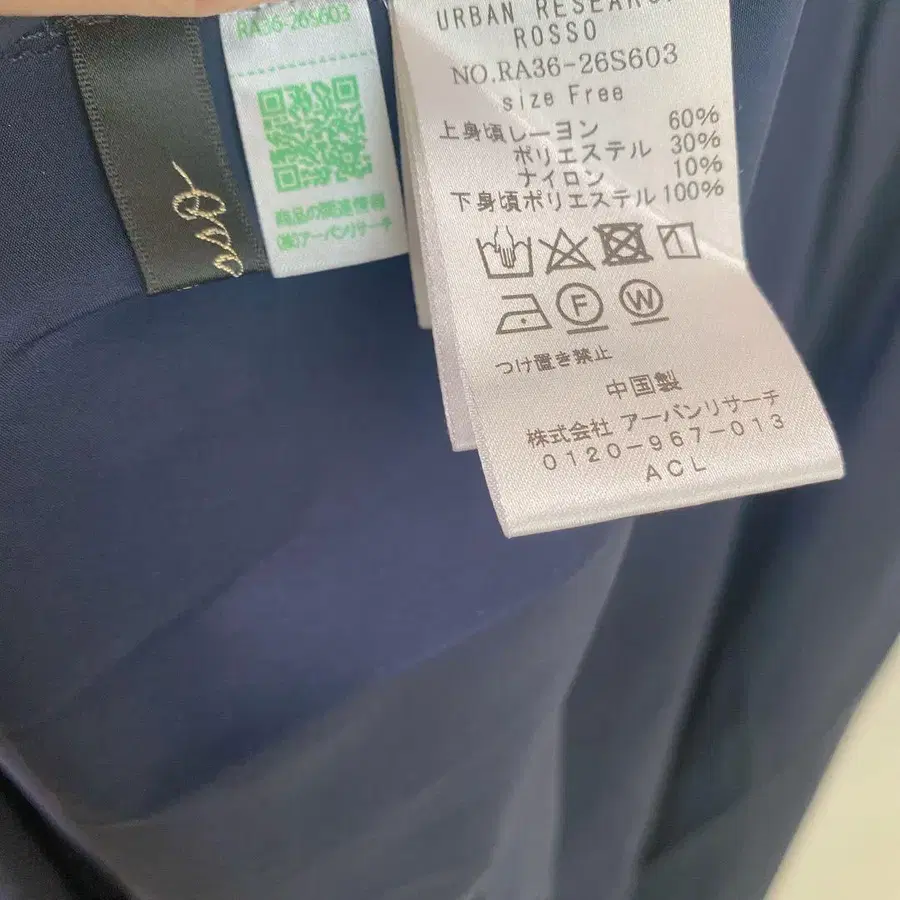 RA36-26S603
商品の関連情報
(株)アーバンリサーチ
URBAN RESEARCH
ROSSO
NO.RA36-26S603
size Free
上身頃レーヨン 60%
ポリエステル 30%
ナイロン 10%
下身頃ポリエステル 100%
F W
つけ置き禁止
中国製
株式会社 アーバンリサーチ
0120-967-013
ACL